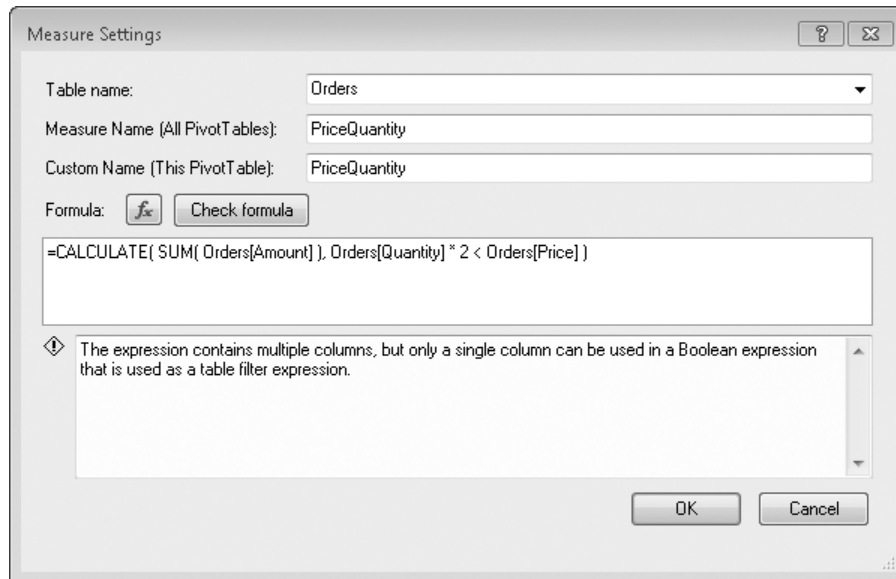 Measure Settings
Table name: Orders
Measure Name (All PivotTables): PriceQuantity
Custom Name (This PivotTable): PriceQuantity
Formula: fx Check formula
=CALCULATE( SUM( Orders[Amount] ), Orders[Quantity] * 2 < Orders[Price] )
The expression contains multiple columns, but only a single column can be used in a Boolean expression
that is used as a table filter expression.
OK Cancel